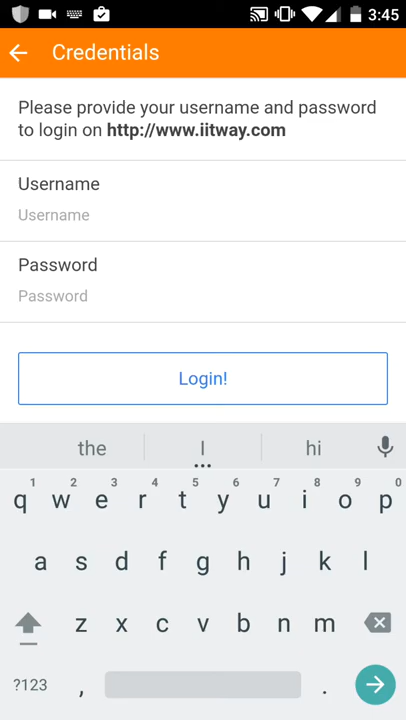 3:45
Credentials
Please provide your username and password
to login on http://www.iitway.com
Username
Username
Password
Password
Login!
the I hi
1 2 3 4 5 6 7 8 9 0
q w e r t y u i o p
a s d f g h j k l
z x c v b n m
?123 , .